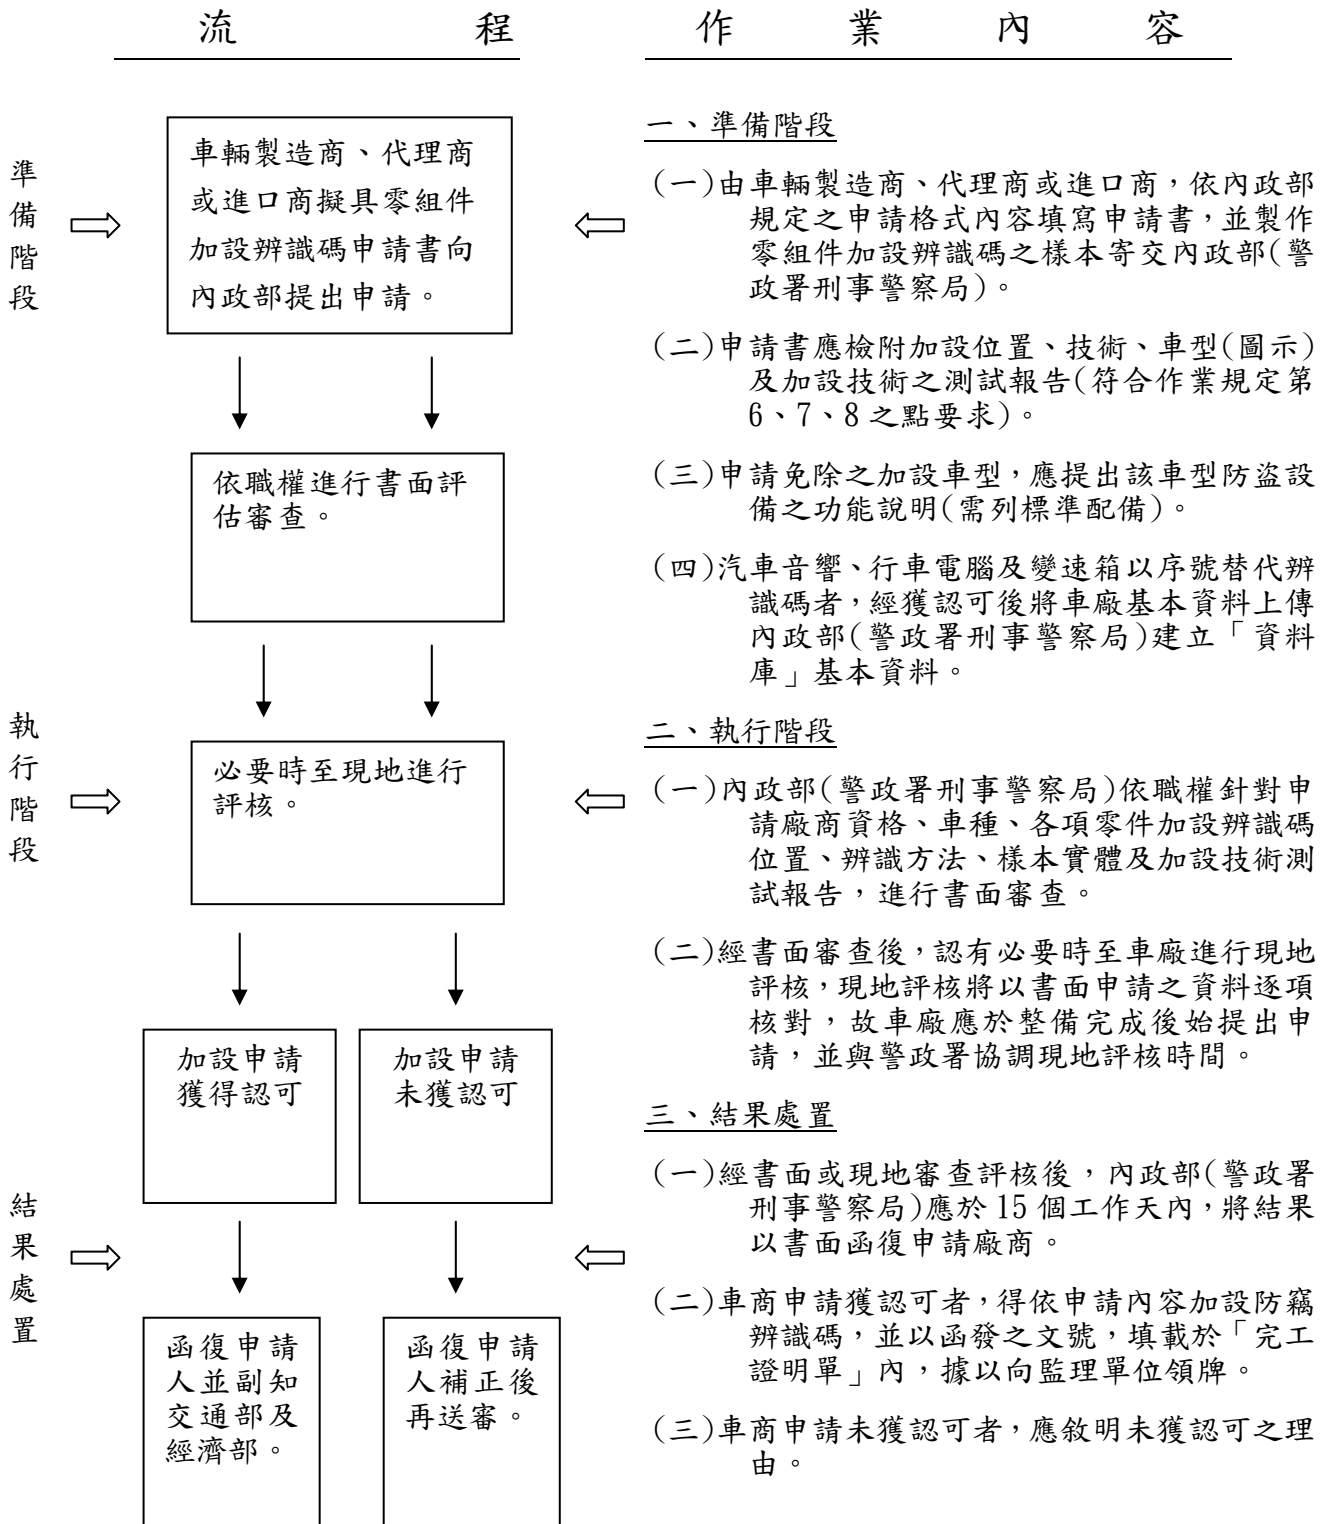 流程
作業內容
準備階段
車輛製造商、代理商
或進口商擬具零組件
加設辨識碼申請書向
內政部提出申請。
依職權進行書面評
估審查。
執行階段
必要時至現地進行
評核。
加設申請
獲得認可
加設申請
未獲認可
結果處置
函復申請
人並副知
交通部及
經濟部。
函復申請
人補正後
再送審。
一、準備階段
(一)由車輛製造商、代理商或進口商,依內政部
規定之申請格式內容填寫申請書,並製作
零組件加設辨識碼之樣本寄交內政部(警
政署刑事警察局)。
(二)申請書應檢附加設位置、技術、車型(圖示)
及加設技術之測試報告(符合作業規定第
6、7、8之點要求)。
(三)申請免除之加設車型,應提出該車型防盜設
備之功能說明(需列標準配備)。
(四)汽車音響、行車電腦及變速箱以序號替代辨
識碼者,經獲認可後將車廠基本資料上傳
內政部(警政署刑事警察局)建立「資料
庫」基本資料。
二、執行階段
(一)內政部(警政署刑事警察局)依職權針對申
請廠商資格、車種、各項零件加設辨識碼
位置、辨識方法、樣本實體及加設技術測
試報告,進行書面審查。
(二)經書面審查後,認有必要時至車廠進行現地
評核,現地評核將以書面申請之資料逐項
核對,故車廠應於整備完成後始提出申
請,並與警政署協調現地評核時間。
三、結果處置
(一)經書面或現地審查評核後,內政部(警政署
刑事警察局)應於15個工作天內,將結果
以書面函復申請廠商。
(二)車商申請獲認可者,得依申請內容加設防竊
辨識碼,並以函發之文號,填載於「完工
證明單」內,據以向監理單位領牌。
(三)車商申請未獲認可者,應敘明未獲認可之理
由。